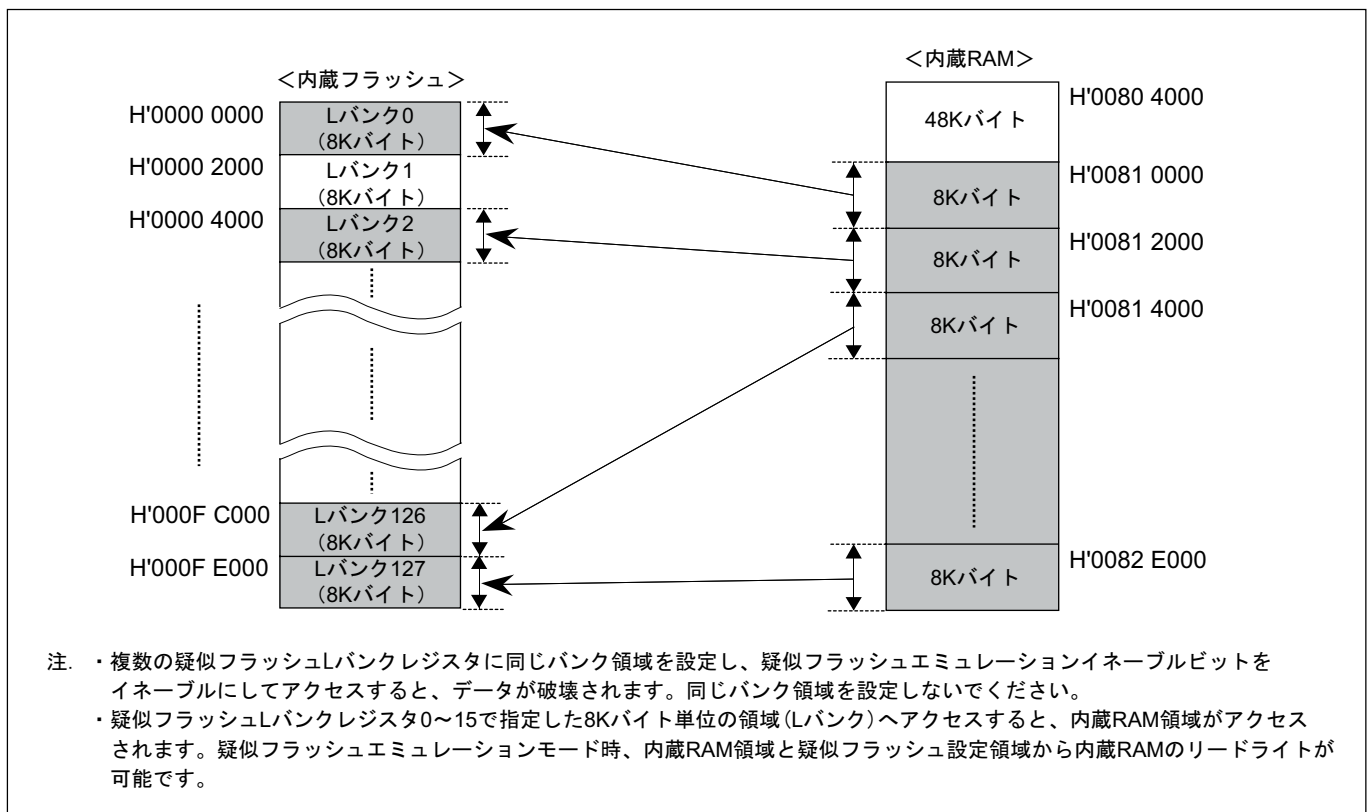 ＜内蔵フラッシュ＞
H'0000 0000
Lバンク0
(8Kバイト)
H'0000 2000
Lバンク1
(8Kバイト)
H'0000 4000
Lバンク2
(8Kバイト)
H'000F C000
Lバンク126
(8Kバイト)
H'000F E000
Lバンク127
(8Kバイト)
＜内蔵RAM＞
48Kバイト
H'0080 4000
8Kバイト
H'0081 0000
8Kバイト
H'0081 2000
8Kバイト
H'0081 4000
8Kバイト
H'0082 E000
注. ・複数の疑似フラッシュLバンクレジスタに同じバンク領域を設定し、疑似フラッシュエミュレーションイネーブルビットを
イネーブルにしてアクセスすると、データが破壊されます。同じバンク領域を設定しないでください。
・疑似フラッシュLバンクレジスタ0～15で指定した8Kバイト単位の領域(Lバンク)へアクセスすると、内蔵RAM領域がアクセス
されます。疑似フラッシュエミュレーションモード時、内蔵RAM領域と疑似フラッシュ設定領域から内蔵RAMのリードライトが
可能です。